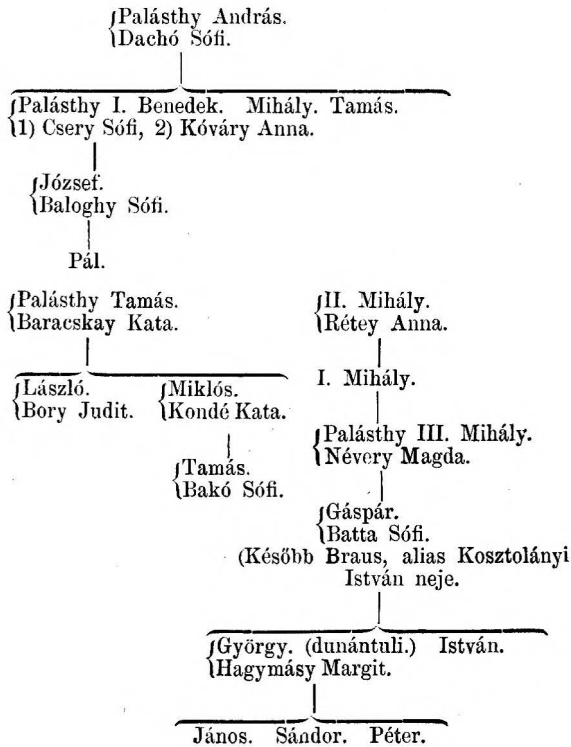 Palásthy András.
Dachó Sófi.
Palásthy I. Benedek. Mihály. Tamás.
1) Csery Sófi, 2) Kóváry Anna.
József.
Baloghy Sófi.
Pál.
Palásthy Tamás.
Baracskay Kata.
László. Miklós.
Bory Judit. Kondé Kata.
Tamás.
Bakó Sófi.
II. Mihály.
Rétey Anna.
I. Mihály.
Palásthy III. Mihály.
Névery Magda.
Gáspár.
Batta Sófi.
(Később Braus, alias Kosztolányi
István neje.
György. (dunántuli.) István.
Hagymásy Margit.
János. Sándor. Péter.